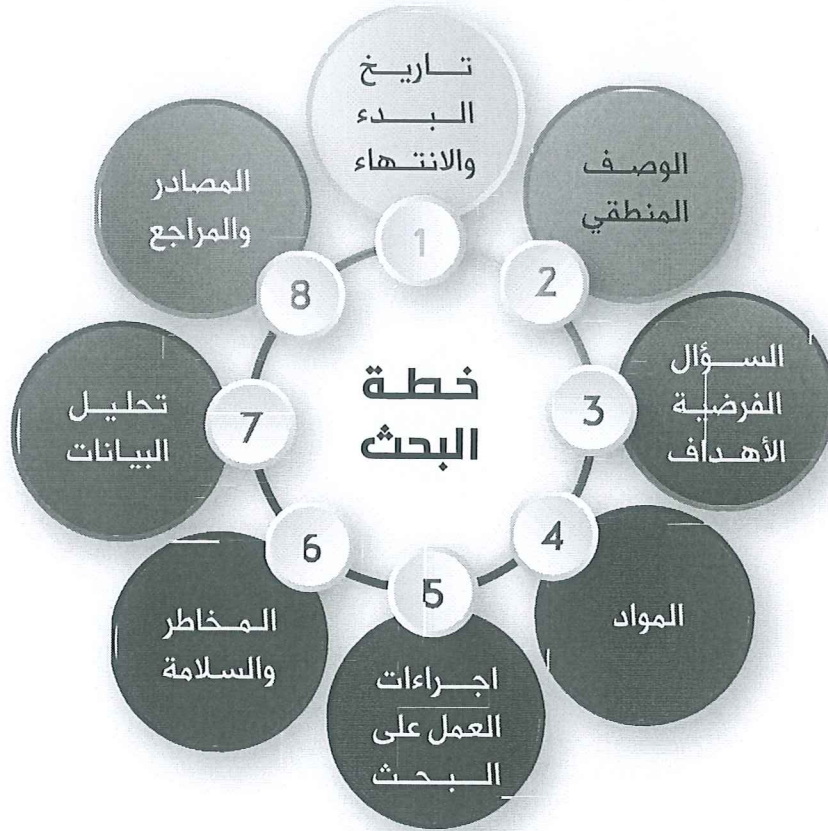 خطة
البحث
1
تاريخ
البدء
والانتهاء
2
الوصف
المنطقي
3
السؤال
الفرضية
الأهداف
4
المواد
5
اجراءات
العمل على
البحث
6
المخاطر
والسلامة
7
تحليل
البيانات
8
المصادر
والمراجع